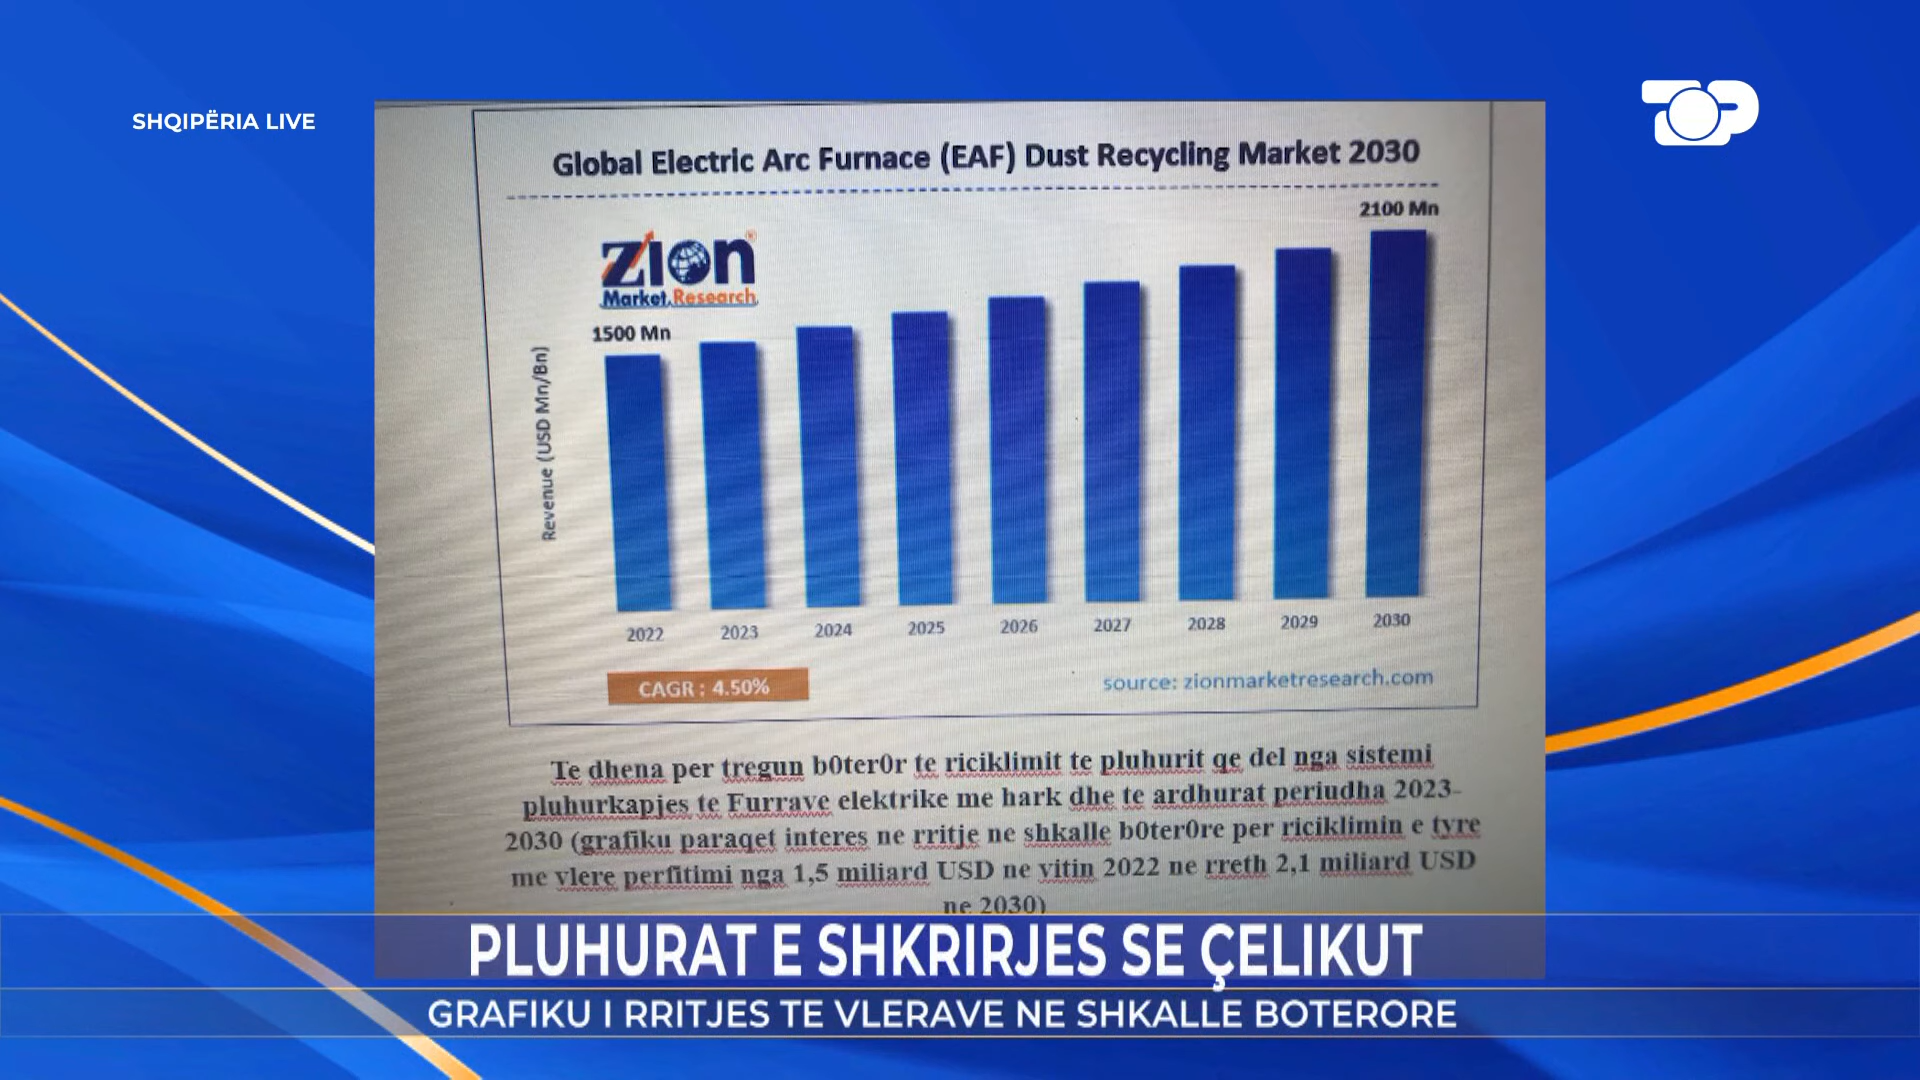 SHQIPËRIA LIVE
TOP
Global Electric Arc Furnace (EAF) Dust Recycling Market 2030
2100 Mn
Zion®
Market.Research
1500 Mn
Revenue (USD Mn/Bn)
2022 2023 2024 2025 2026 2027 2028 2029 2030
CAGR : 4.50%
source: zionmarketresearch.com
Te dhena per tregun b0ter0r te riciklimit te pluhurit qe del nga sistemi
pluhurkapjes te Furrave elektrike me hark dhe te ardhurat periudha 2023-
2030 (grafiku paraqet interes ne rritje ne shkalle b0ter0re per riciklimin e tyre
me vlere perfitimi nga 1,5 miliard USD ne vitin 2022 ne rreth 2,1 miliard USD
ne 2030)
PLUHURAT E SHKRIRJES SE ÇELIKUT
GRAFIKU I RRITJES TE VLERAVE NE SHKALLE BOTERORE